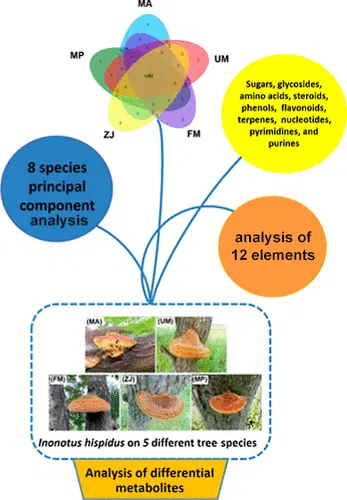 MA
MP
UM
UM
ZJ
FM
Sugars, glycosides,
amino acids, steroids,
phenols, flavonoids,
terpenes, nucleotides,
pyrimidines, and
purines
8 species
principal
component
analysis
analysis of
12 elements
(MA)
(UM)
(FM)
(ZJ)
(MP)
Inonotus hispidus on 5 different tree species
Analysis of differential
metabolites